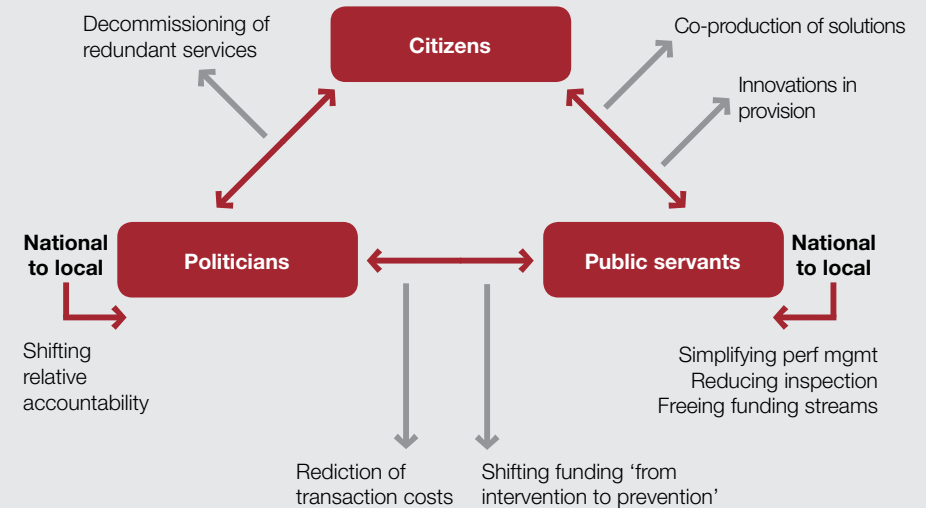 Decommissioning of
redundant services
Citizens
Co-production of solutions
Innovations in
provision
National
to local
Politicians
Public servants
National
to local
Shifting
relative
accountability
Simplifying perf mgmt
Reducing inspection
Freeing funding streams
Rediction of
transaction costs
Shifting funding ‘from
intervention to prevention’